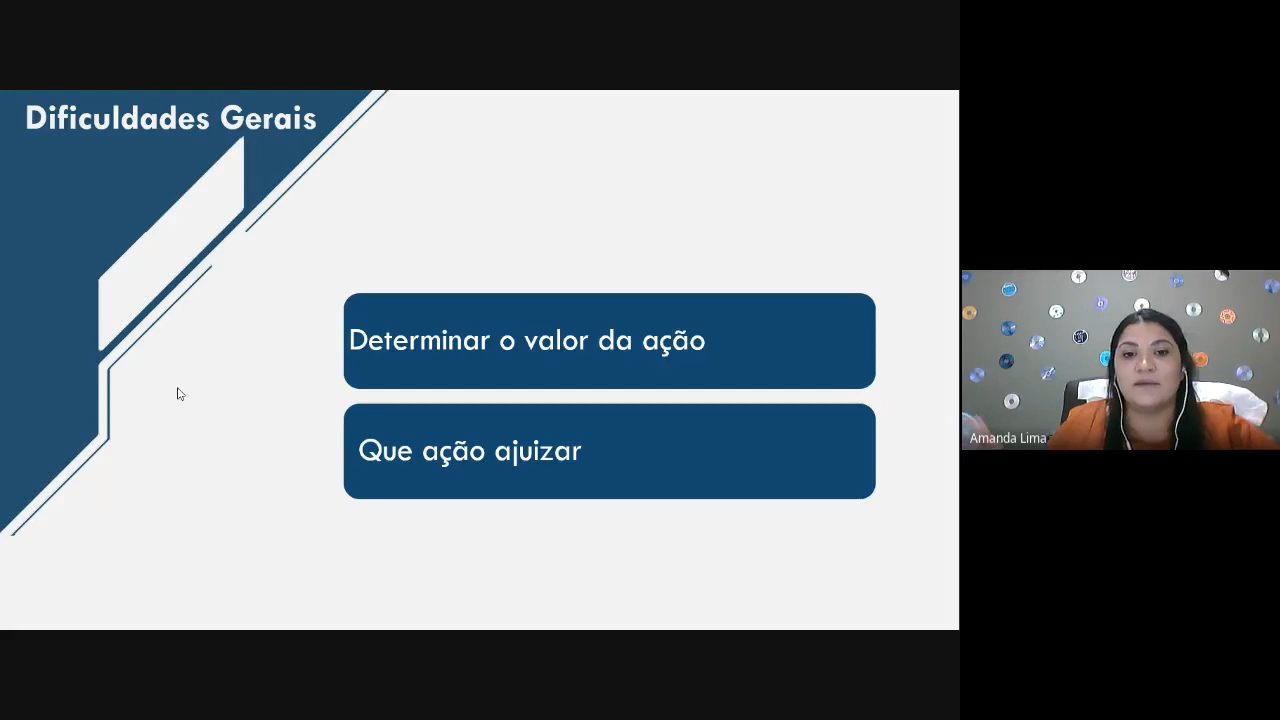 Dificuldades Gerais
Determinar o valor da ação
Que ação ajuizar
Amanda Lima